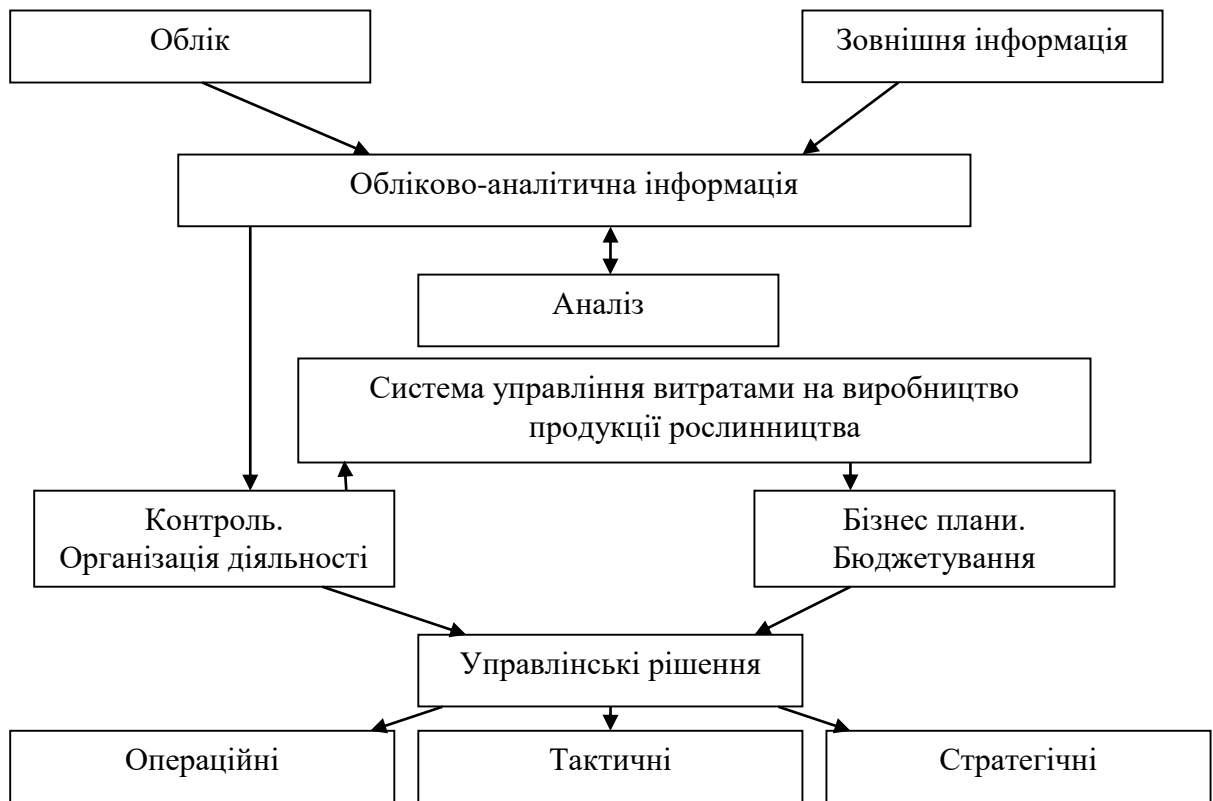 Облік
Зовнішня інформація
Обліково-аналітична інформація
Аналіз
Система управління витратами на виробництво
продукції рослинництва
Контроль.
Організація діяльності
Бізнес плани.
Бюджетування
Управлінські рішення
Операційні
Тактичні
Стратегічні